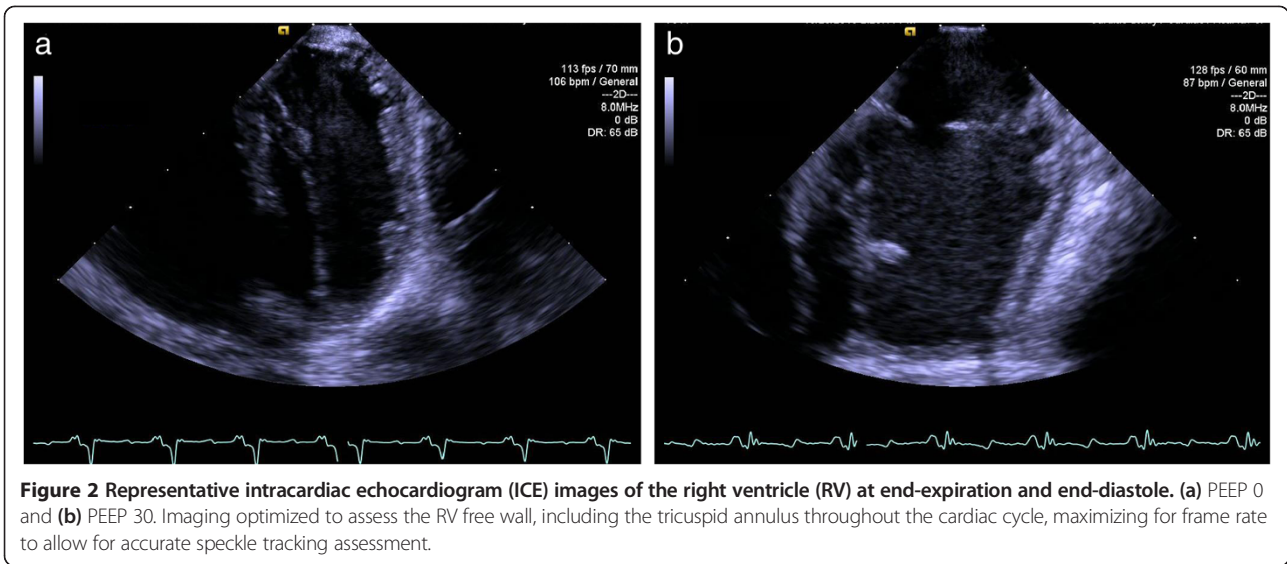 a
113 fps / 70 mm
106 bpm / General
---2D---
8.0MHz
0 dB
DR: 65 dB
b
128 fps / 60 mm
87 bpm / General
---2D---
8.0MHz
0 dB
DR: 65 dB
Figure 2 Representative intracardiac echocardiogram (ICE) images of the right ventricle (RV) at end-expiration and end-diastole. (a) PEEP 0
and (b) PEEP 30. Imaging optimized to assess the RV free wall, including the tricuspid annulus throughout the cardiac cycle, maximizing for frame rate
to allow for accurate speckle tracking assessment.